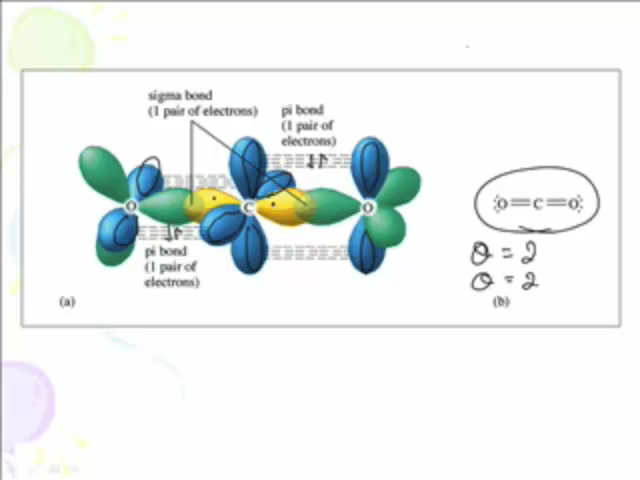 sigma bond
(1 pair of electrons)
pi bond
(1 pair of
electrons)
O
C
O
:O=C=O:
pi bond
(1 pair of
electrons)
= 2
= 2
(a)
(b)